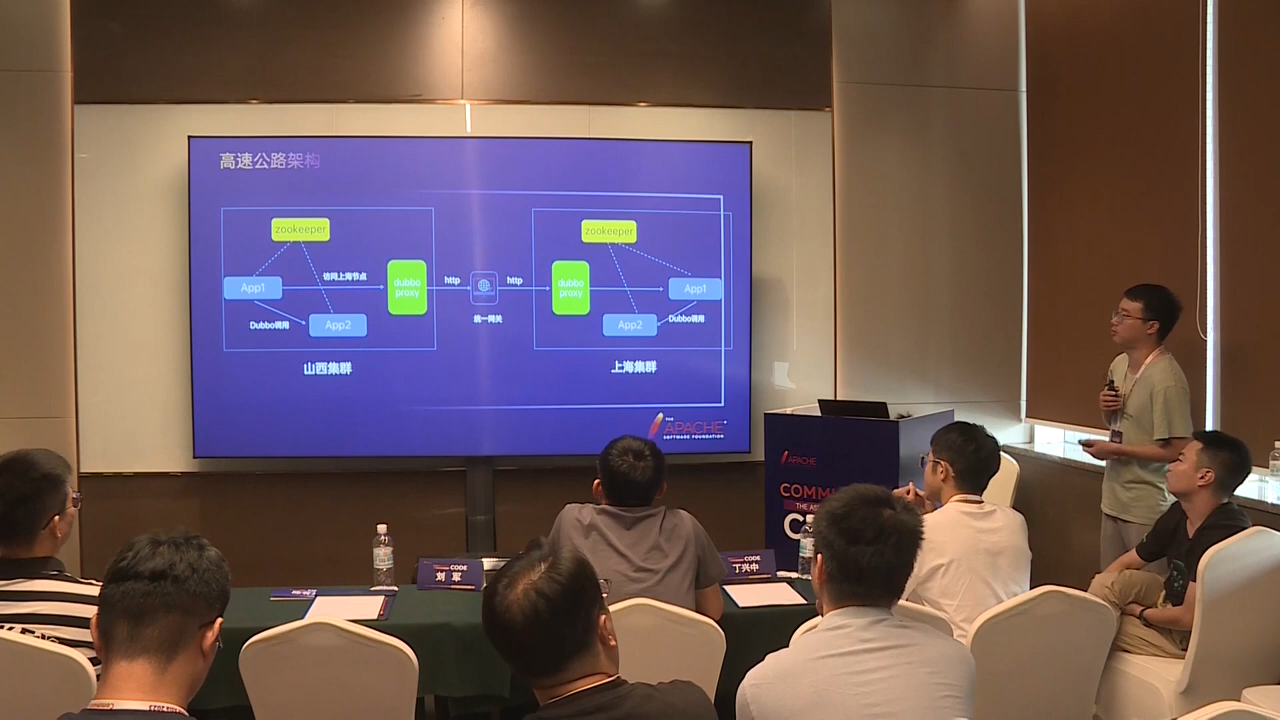 高速公路架构
zookeeper
App1
访问上海节点
dubbo
proxy
Dubbo调用
App2
山西集群
http
统一网关
http
zookeeper
dubbo
proxy
App1
App2
Dubbo调用
上海集群
THE
APACHE
SOFTWARE FOUNDATION
APACHE
COMMU
THE AS
C
CODE
刘 军
CODE
丁兴中